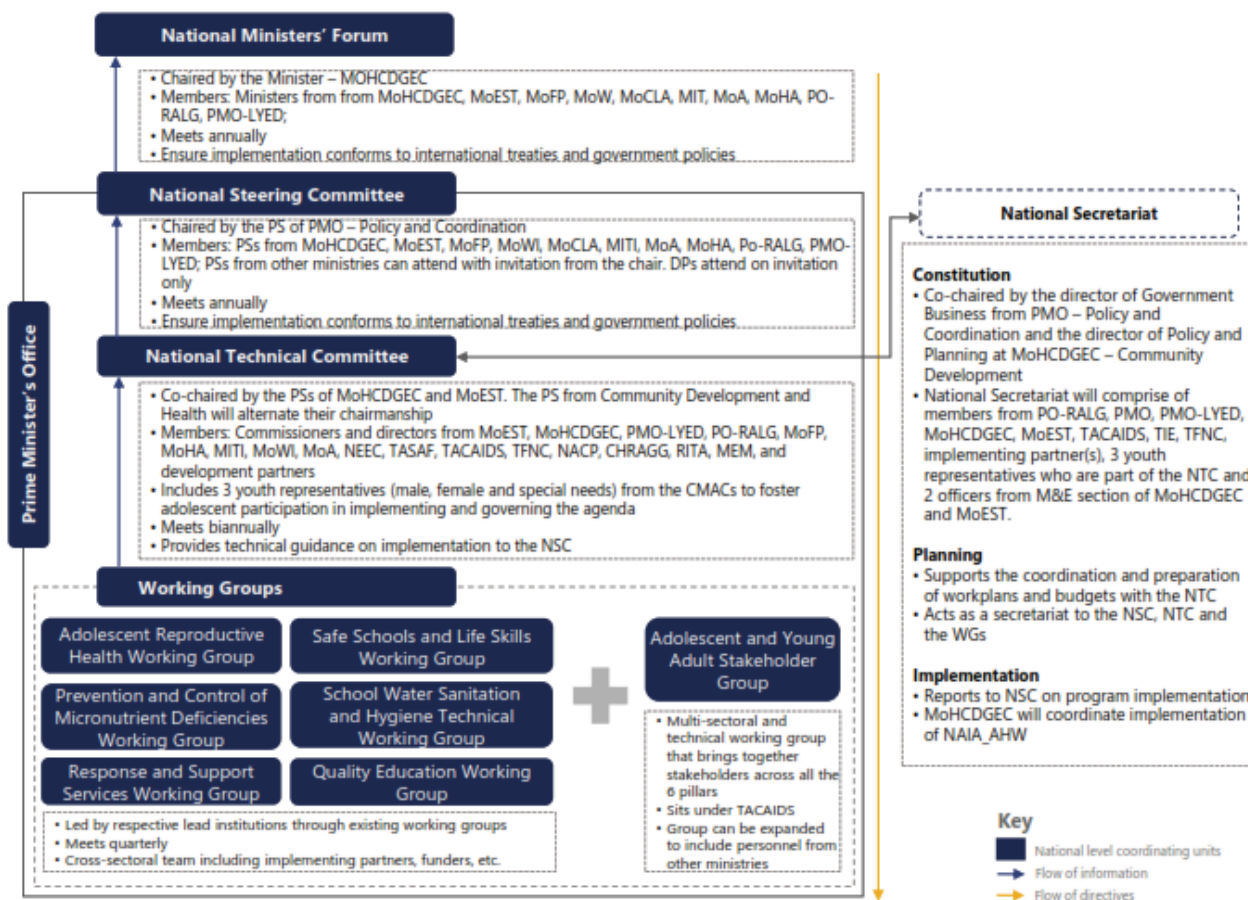 National Ministers' Forum
• Chaired by the Minister – MOHCDGEC
• Members: Ministers from from MoHCDGEC, MoEST, MoFP, MoW, MoCLA, MIT, MoA, MoHA, PO-
RALG, PMO-LYED;
• Meets annually
• Ensure implementation conforms to international treaties and government policies
National Steering Committee
• Chaired by the PS of PMO – Policy and Coordination
• Members: PSs from MoHCDGEC, MoEST, MoFP, MoWI, MoCLA, MITI, MoA, MoHA, Po-RALG, PMO-
LYED; PSs from other ministries can attend with invitation from the chair. DPs attend on invitation
only
• Meets annually
• Ensure implementation conforms to international treaties and government policies
Prime Minister's Office
National Technical Committee
• Co-chaired by the PSs of MoHCDGEC and MoEST. The PS from Community Development and
Health will alternate their chairmanship
• Members: Commissioners and directors from MoEST, MoHCDGEC, PMO-LYED, PO-RALG, MoFP,
MoHA, MITI, MoWI, MoA, NEEC, TASAF, TACAIDS, TFNC, NACP, CHRAGG, RITA, MEM, and
development partners
• Includes 3 youth representatives (male, female and special needs) from the CMACs to foster
adolescent participation in implementing and governing the agenda
• Meets biannually
• Provides technical guidance on implementation to the NSC
Working Groups
Adolescent Reproductive
Health Working Group
Safe Schools and Life Skills
Working Group
Prevention and Control of
Micronutrient Deficiencies
Working Group
School Water Sanitation
and Hygiene Technical
Working Group
Response and Support
Services Working Group
Quality Education Working
Group
• Led by respective lead institutions through existing working groups
• Meets quarterly
• Cross-sectoral team including implementing partners, funders, etc.
Adolescent and Young
Adult Stakeholder
Group
• Multi-sectoral and
technical working group
that brings together
stakeholders across all the
6 pillars
• Sits under TACAIDS
• Group can be expanded
to include personnel from
other ministries
National Secretariat
Constitution
• Co-chaired by the director of Government
Business from PMO – Policy and
Coordination and the director of Policy and
Planning at MoHCDGEC – Community
Development
• National Secretariat will comprise of
members from PO-RALG, PMO, PMO-LYED,
MoHCDGEC, MoEST, TACAIDS, TIE, TFNC,
implementing partner(s), 3 youth
representatives who are part of the NTC and
2 officers from M&E section of MoHCDGEC
and MoEST.
Planning
• Supports the coordination and preparation
of workplans and budgets with the NTC
• Acts as a secretariat to the NSC, NTC and
the WGs
Implementation
• Reports to NSC on program implementation
• MoHCDGEC will coordinate implementation
of NAIA_AHW
Key
National level coordinating units
Flow of information
Flow of directives